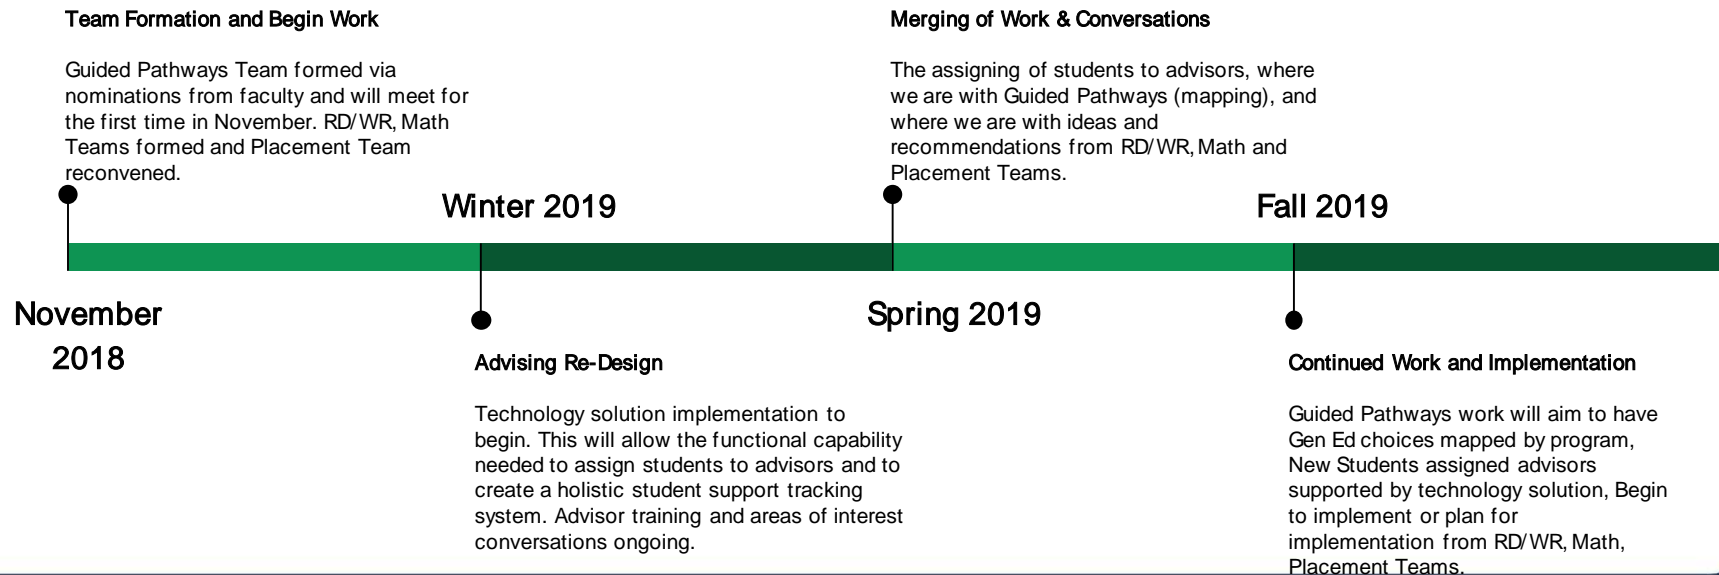 Team Formation and Begin Work
Guided Pathways Team formed via
nominations from faculty and will meet for
the first time in November. RD/WR, Math
Teams formed and Placement Team
reconvened.
Merging of Work & Conversations
The assigning of students to advisors, where
we are with Guided Pathways (mapping), and
where we are with ideas and
recommendations from RD/WR, Math and
Placement Teams.
Winter 2019
Fall 2019
November
2018
Spring 2019
Advising Re-Design
Technology solution implementation to
begin. This will allow the functional capability
needed to assign students to advisors and to
create a holistic student support tracking
system. Advisor training and areas of interest
conversations ongoing.
Continued Work and Implementation
Guided Pathways work will aim to have
Gen Ed choices mapped by program,
New Students assigned advisors
supported by technology solution, Begin
to implement or plan for
implementation from RD/WR, Math,
Placement Teams.